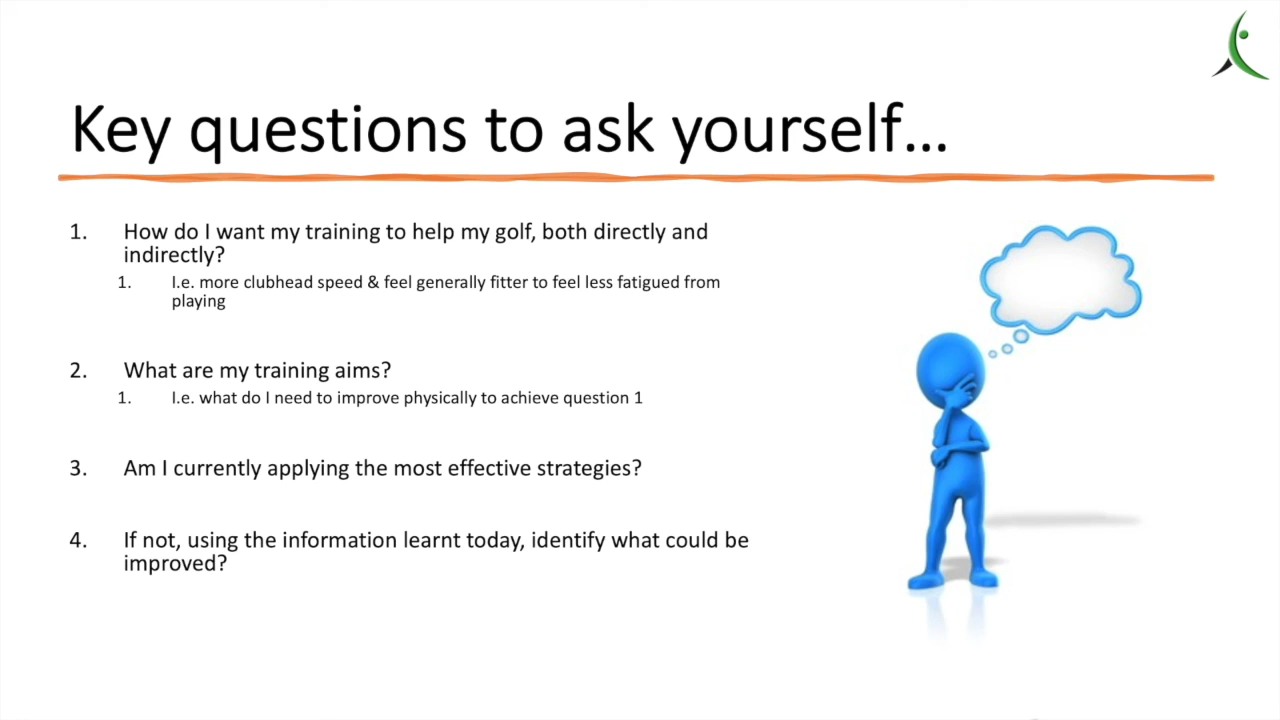 Key questions to ask yourself...
1. How do I want my training to help my golf, both directly and
indirectly?
1. I.e. more clubhead speed & feel generally fitter to feel less fatigued from
playing
2. What are my training aims?
1. I.e. what do I need to improve physically to achieve question 1
3. Am I currently applying the most effective strategies?
4. If not, using the information learnt today, identify what could be
improved?